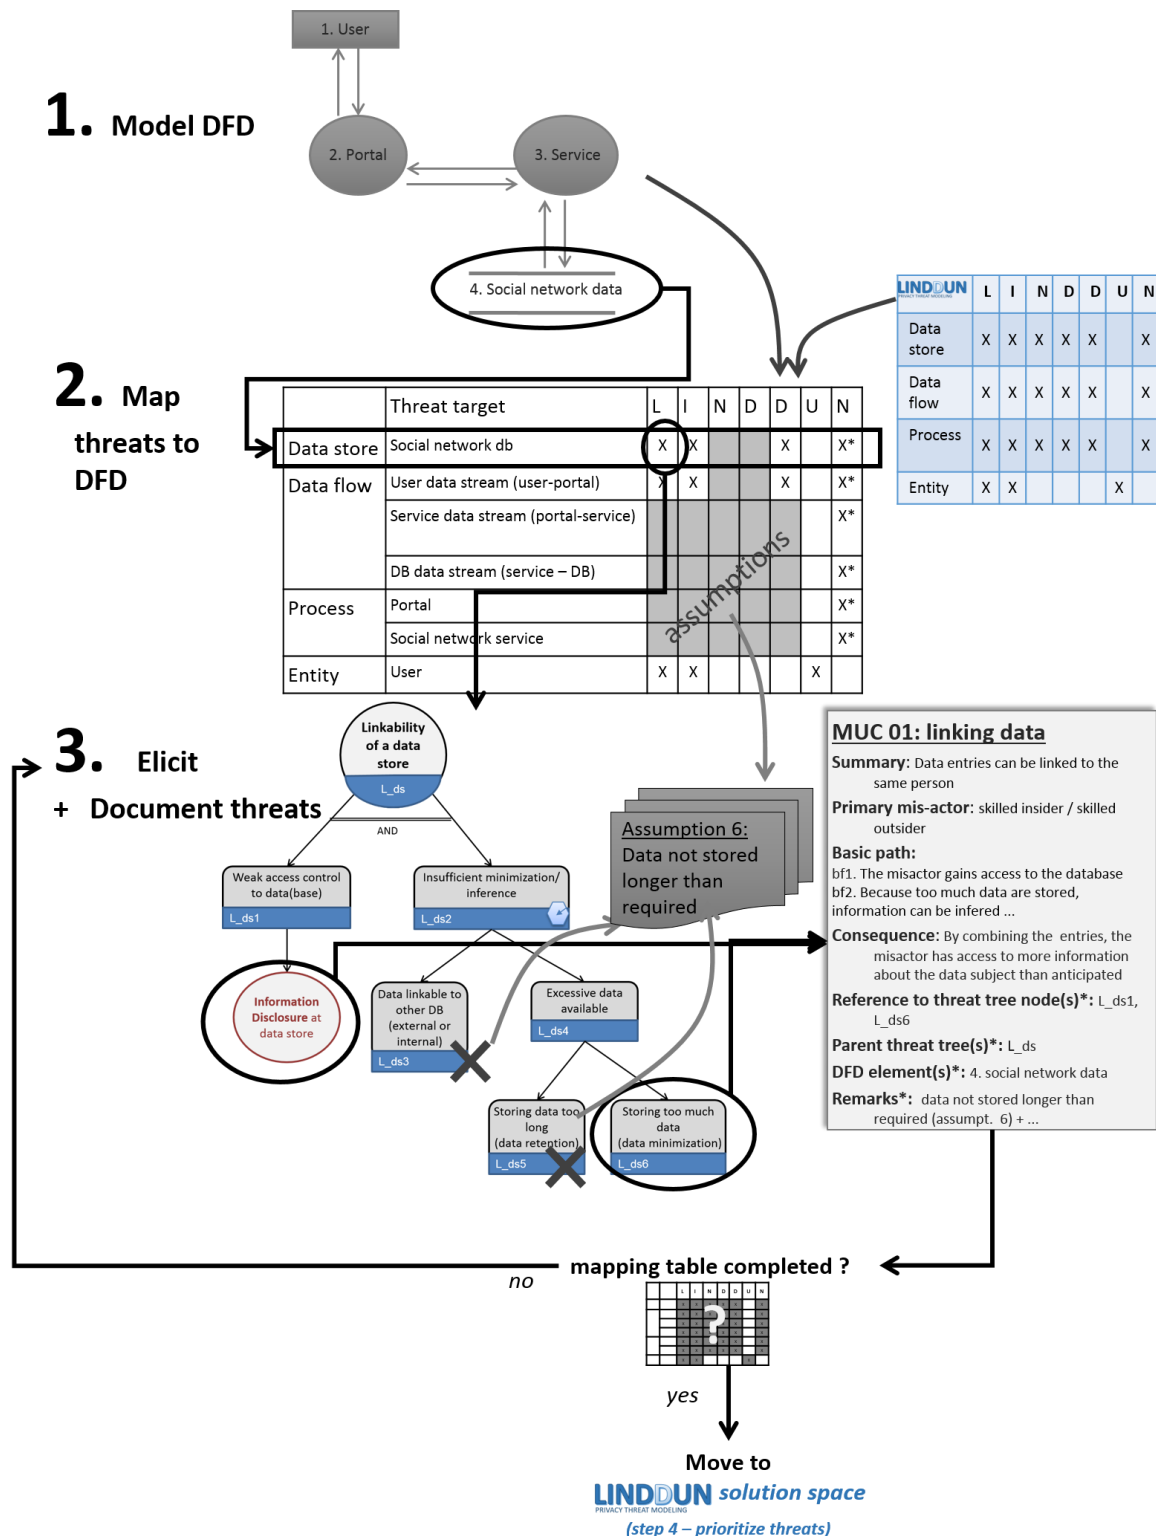 1. User
1. Model DFD
2. Portal
3. Service
4. Social network data
LINDDUN L I N D D U N
PRIVACY THREAT MODELING
Data store X X X X X X
Data flow X X X X X X
Process X X X X X X
Entity X X X
2. Map
threats to
DFD
Threat target L I N D D U N
Data store Social network db X X X X*
Data flow User data stream (user-portal) X X X X*
Service data stream (portal-service) X*
DB data stream (service – DB) X*
Process Portal X*
Social network service X*
Entity User X X X
assumptions
3. Elicit
+ Document threats
Linkability
of a data
store
L_ds
AND
Weak access control
to data(base)
L_ds1
Insufficient minimization/
inference
L_ds2
Information
Disclosure at
data store
Data linkable to
other DB
(external or
internal)
L_ds3
Excessive data
available
L_ds4
Storing data too
long
(data retention)
L_ds5
Storing too much
data
(data minimization)
L_ds6
Assumption 6:
Data not stored
longer than
required
MUC 01: linking data
Summary: Data entries can be linked to the
same person
Primary mis-actor: skilled insider / skilled
outsider
Basic path:
bf1. The misactor gains access to the database
bf2. Because too much data are stored,
information can be infered ...
Consequence: By combining the entries, the
misactor has access to more information
about the data subject than anticipated
Reference to threat tree node(s)*: L_ds1,
L_ds6
Parent threat tree(s)*: L_ds
DFD element(s)*: 4. social network data
Remarks*: data not stored longer than
required (assumpt. 6) + ...
mapping table completed ?
no
L I N D D U N
?
yes
Move to
LINDDUN solution space
PRIVACY THREAT MODELING
(step 4 – prioritize threats)